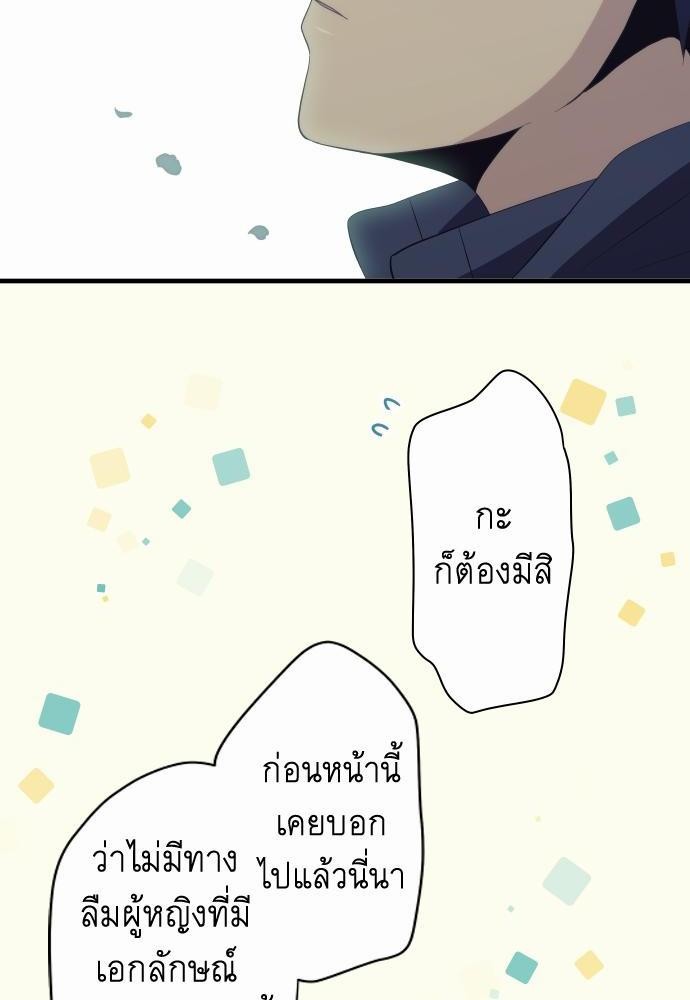 กะ
ก็ต้องมีสิ
ก่อนหน้านี้
เคยบอก
ไปแล้วนี่นา
ว่าไม่มีทาง
ลืมผู้หญิงที่มี
เอกลักษณ์